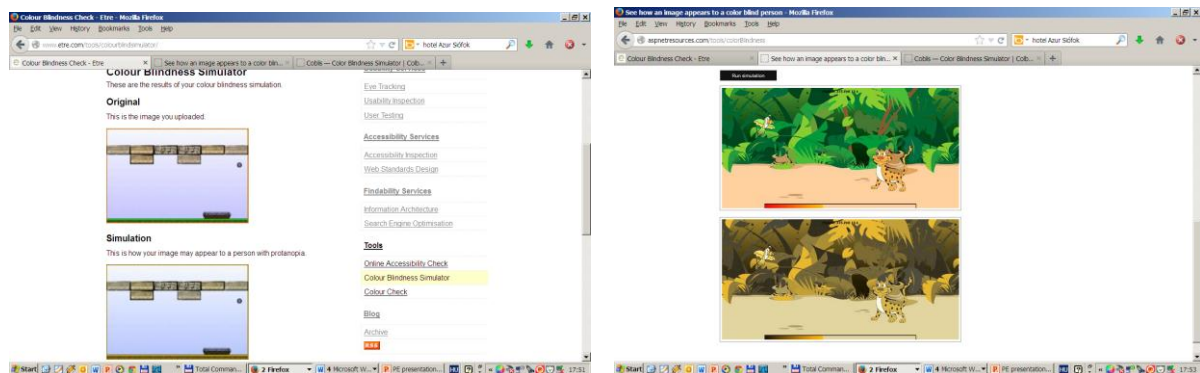 Colour Blindness Check - Etre - Mozilla Firefox
File Edit View History Bookmarks Tools Help
www.etre.com/tools/colourblindsimulator/
hotel Azur Siófok
Colour Blindness Check - Etre
See how an image appears to a color blin...
Coblis — Color Blindness Simulator | Colb...
Colour Blindness Simulator
These are the results of your colour blindness simulation.
Original
This is the image you uploaded.
Simulation
This is how your image may appear to a person with protanopia
Eye Tracking
Usability Inspection
User Testing
Accessibility Services
Accessibility Inspection
Web Standards Design
Findability Services
Information Architecture
Search Engine Optimisation
Tools
Online Accessibility Check
Colour Blindness Simulator
Colour Check
Blog
Archive
RSS
Start
Total Comman...
2 Firefox
4 Microsoft W...
PE presentation...
HU
17:51
See how an image appears to a color blind person - Mozilla Firefox
File Edit View History Bookmarks Tools Help
aspnetresources.com/tools/colorBlindness
hotel Azur Siófok
Colour Blindness Check - Etre
See how an image appears to a color blin...
Coblis — Color Blindness Simulator | Colb...
Run simulation
Start
Total Comman...
2 Firefox
4 Microsoft W...
PE presentation...
HU
17:53